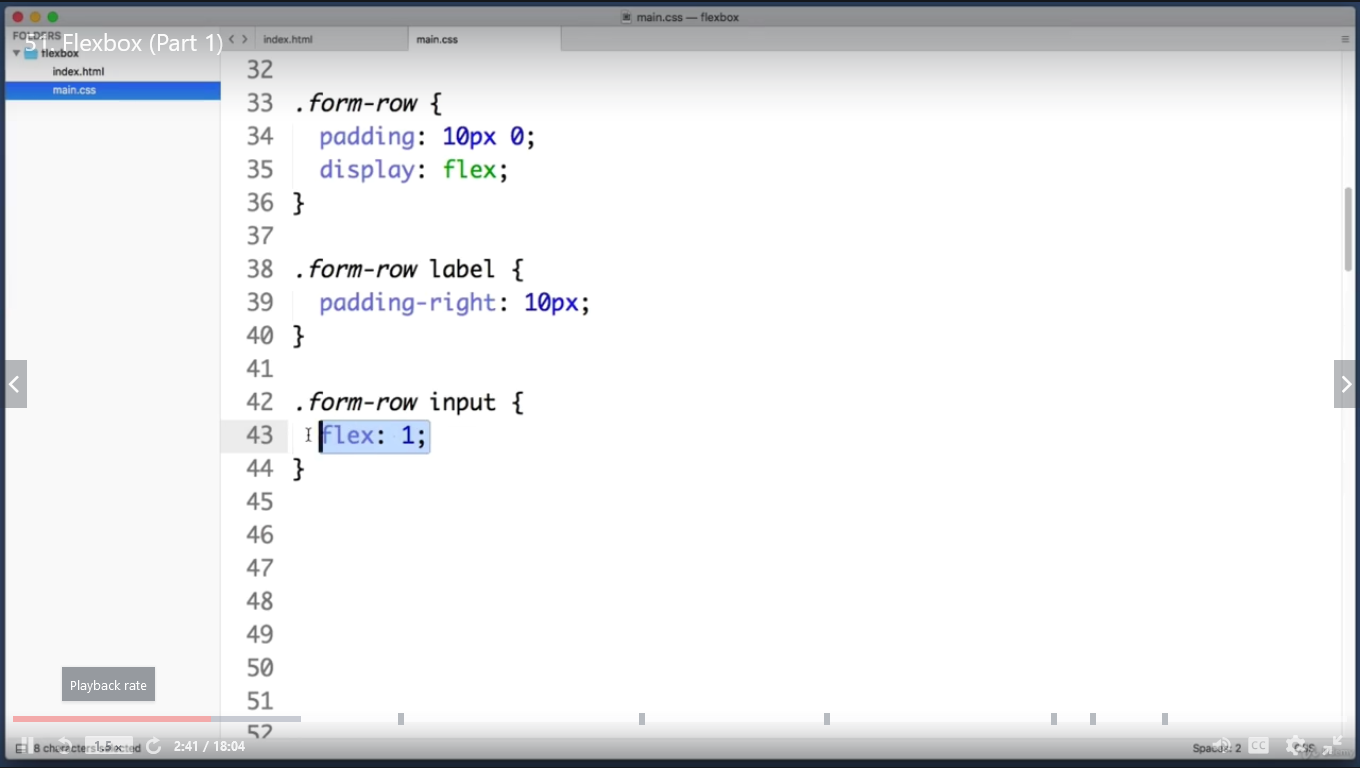 main.css — flexbox
FOLDERS
51. Flexbox (Part 1)
flexbox
index.html
main.css
index.html
main.css
32
33 .form-row {
34 padding: 10px 0;
35 display: flex;
36 }
37
38 .form-row label {
39 padding-right: 10px;
40 }
41
42 .form-row input {
43 flex: 1;
44 }
45
46
47
48
49
50
51
52
Playback rate
8 characters selected
1.5 x
2:41 / 18:04
Spaces: 2
CC
CSS